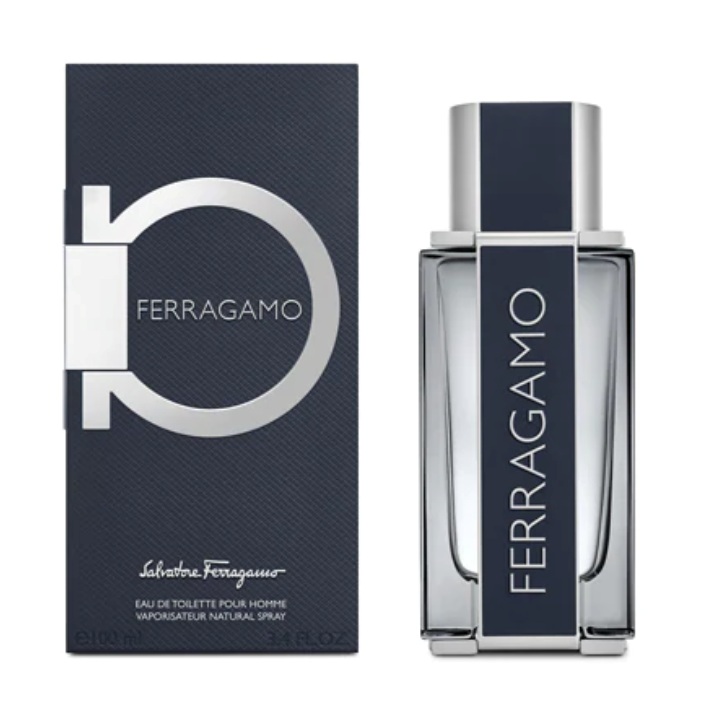 FERRAGAMO
Salvatore Ferragamo
EAU DE TOILETTE POUR HOMME
VAPORISATEUR NATURAL SPRAY
℮100 ml 3.4 FL.OZ
FERRAGAMO